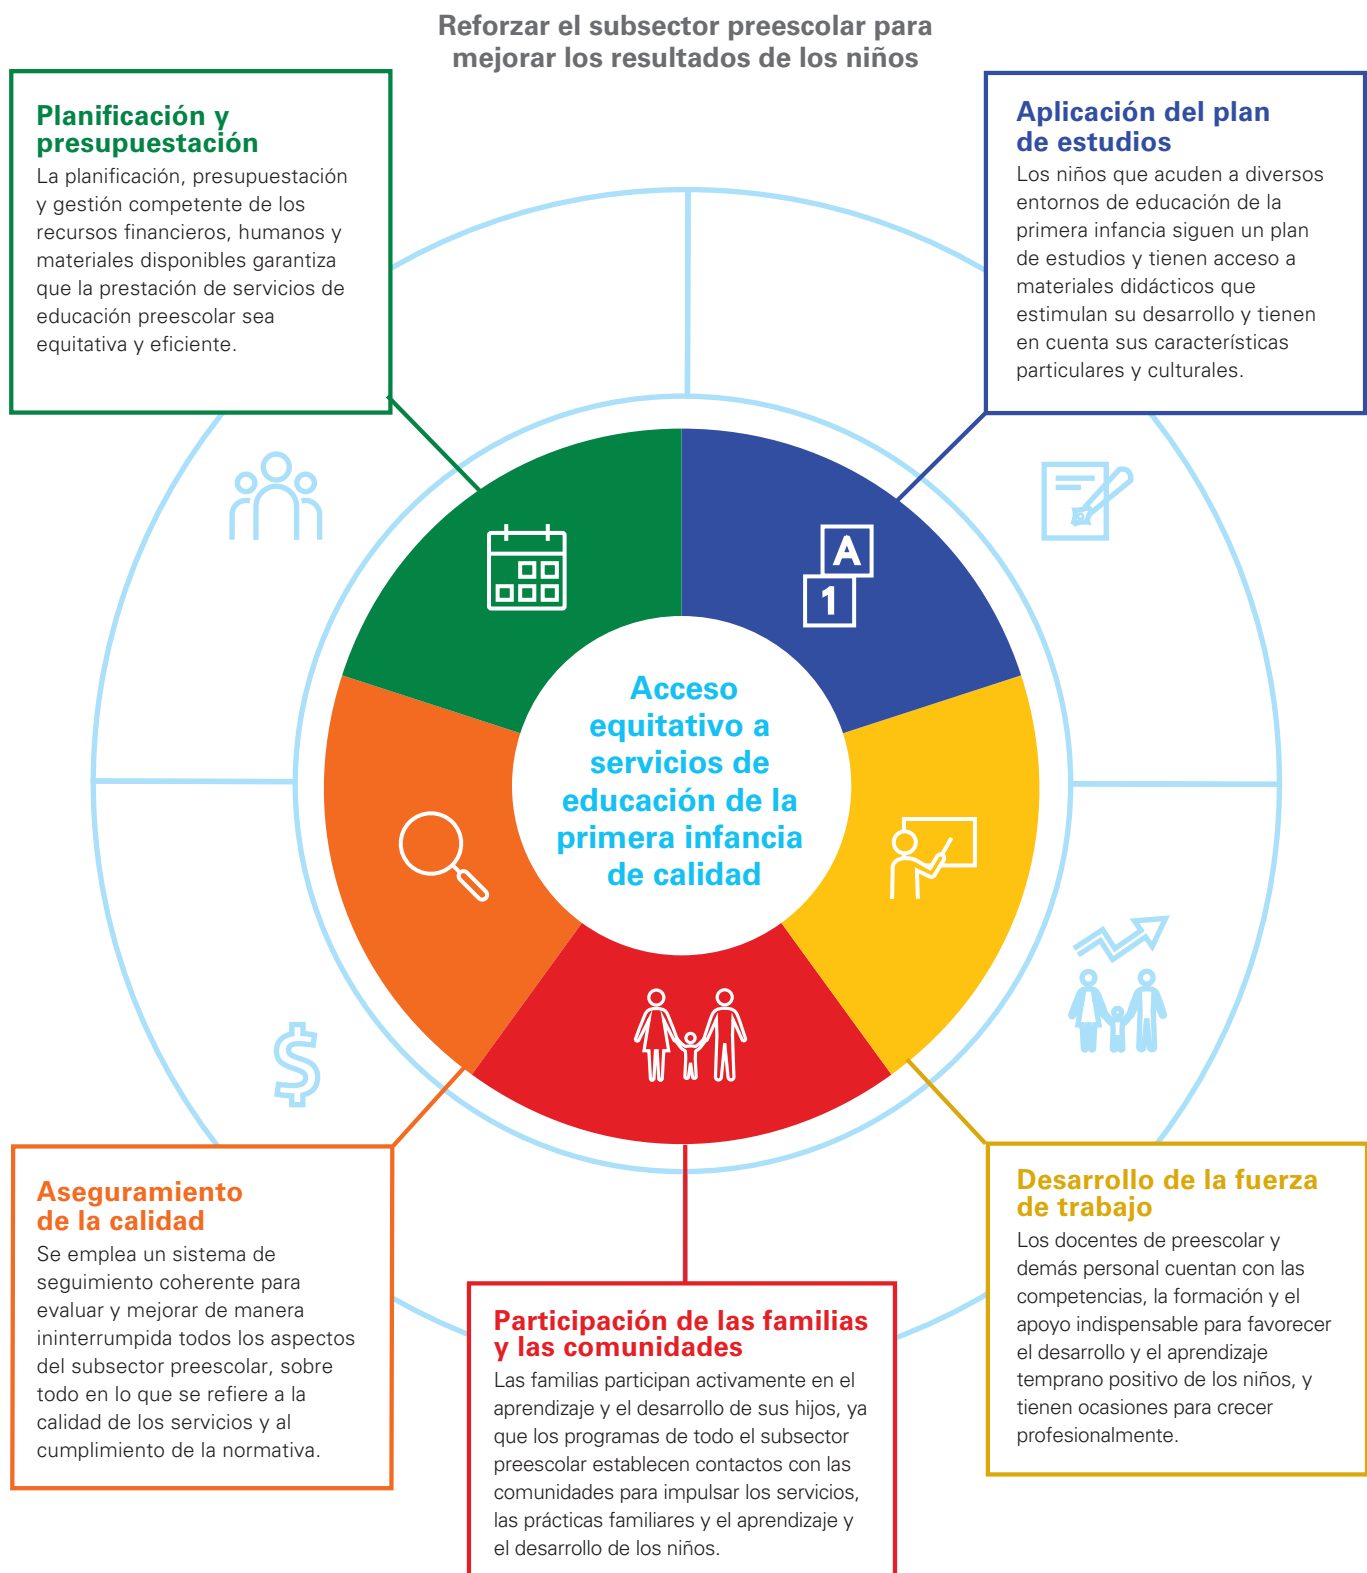 Reforzar el subsector preescolar para
mejorar los resultados de los niños
Planificación y
presupuestación
La planificación, presupuestación
y gestión competente de los
recursos financieros, humanos y
materiales disponibles garantiza
que la prestación de servicios de
educación preescolar sea
equitativa y eficiente.
Aplicación del plan
de estudios
Los niños que acuden a diversos
entornos de educación de la
primera infancia siguen un plan
de estudios y tienen acceso a
materiales didácticos que
estimulan su desarrollo y tienen
en cuenta sus características
particulares y culturales.
A
1
Acceso
equitativo a
servicios de
educación de la
primera infancia
de calidad
$
Aseguramiento
de la calidad
Se emplea un sistema de
seguimiento coherente para
evaluar y mejorar de manera
ininterrumpida todos los aspectos
del subsector preescolar, sobre
todo en lo que se refiere a la
calidad de los servicios y al
cumplimiento de la normativa.
Participación de las familias
y las comunidades
Las familias participan activamente en el
aprendizaje y el desarrollo de sus hijos, ya
que los programas de todo el subsector
preescolar establecen contactos con las
comunidades para impulsar los servicios,
las prácticas familiares y el aprendizaje y
el desarrollo de los niños.
Desarrollo de la fuerza
de trabajo
Los docentes de preescolar y
demás personal cuentan con las
competencias, la formación y el
apoyo indispensable para favorecer
el desarrollo y el aprendizaje
temprano positivo de los niños, y
tienen ocasiones para crecer
profesionalmente.